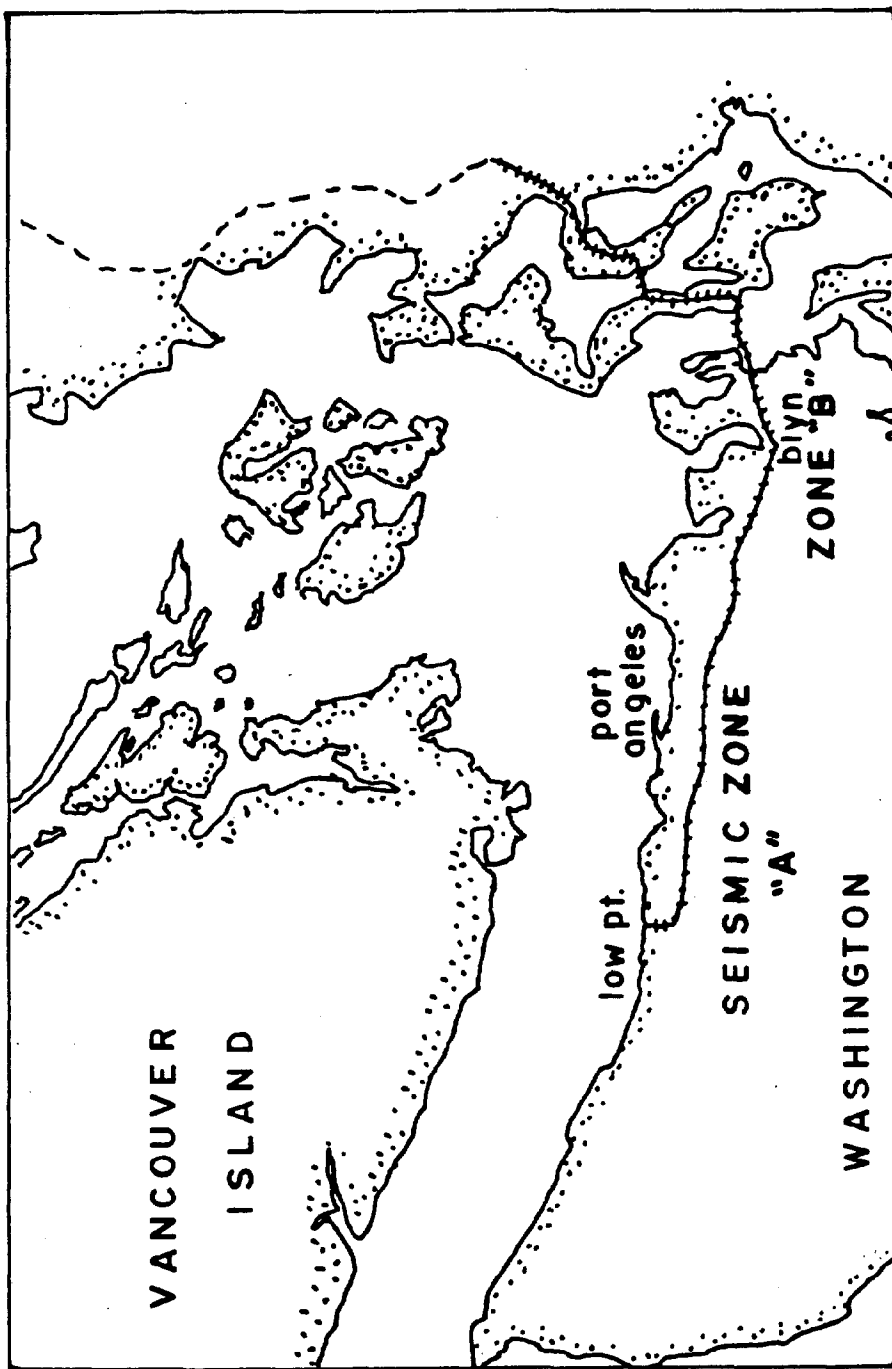 VANCOUVER
ISLAND
port
angeles
low pt.
SEISMIC ZONE
"A"
blyn
ZONE "B"
WASHINGTON